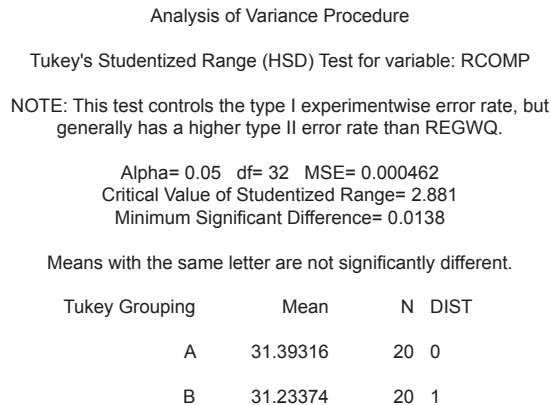 Analysis of Variance Procedure
Tukey's Studentized Range (HSD) Test for variable: RCOMP
NOTE: This test controls the type I experimentwise error rate, but
generally has a higher type II error rate than REGWQ.
Alpha= 0.05 df= 32 MSE= 0.000462
Critical Value of Studentized Range= 2.881
Minimum Significant Difference= 0.0138
Means with the same letter are not significantly different.
Tukey Grouping Mean N DIST
A 31.39316 20 0
B 31.23374 20 1